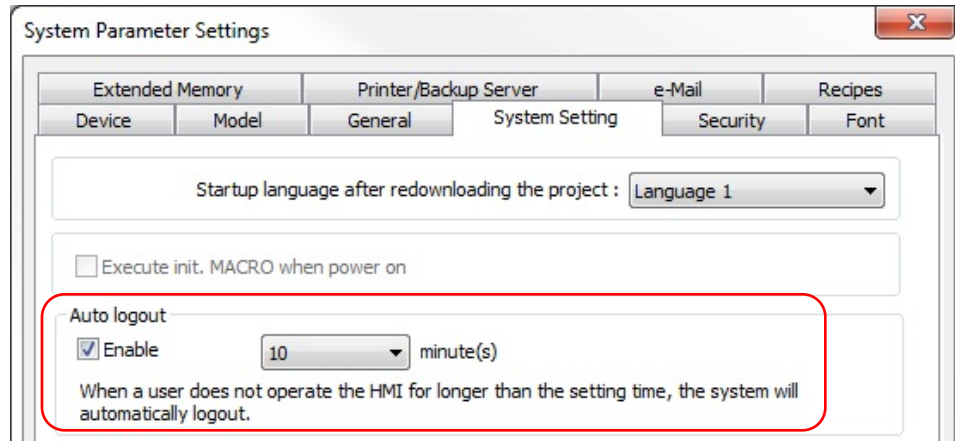 System Parameter Settings
Extended Memory Printer/Backup Server e-Mail Recipes
Device Model General System Setting Security Font
Startup language after redownloading the project : Language 1
Execute init. MACRO when power on
Auto logout
Enable 10 minute(s)
When a user does not operate the HMI for longer than the setting time, the system will
automatically logout.